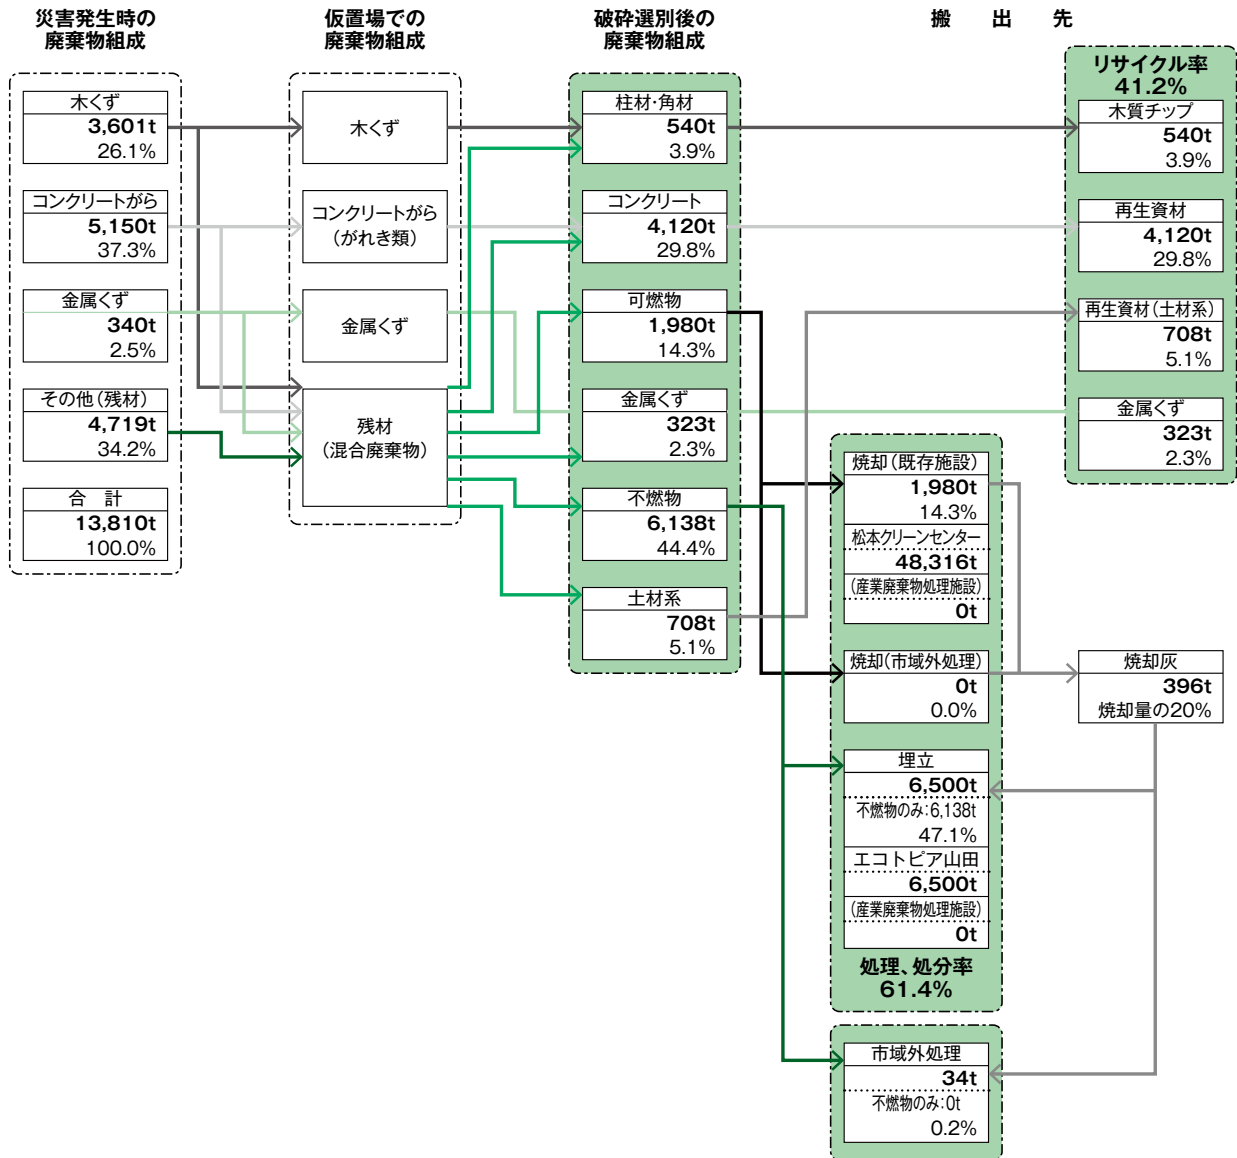 災害発生時の
廃棄物組成
木くず
3,601t
26.1%
コンクリートがら
5,150t
37.3%
金属くず
340t
2.5%
その他（残材）
4,719t
34.2%
合　計
13,810t
100.0%
仮置場での
廃棄物組成
木くず
コンクリートがら
（がれき類）
金属くず
残材
（混合廃棄物）
破砕選別後の
廃棄物組成
柱材・角材
540t
3.9%
コンクリート
4,120t
29.8%
可燃物
1,980t
14.3%
金属くず
323t
2.3%
不燃物
6,138t
44.4%
土材系
708t
5.1%
搬　出　先
焼却（既存施設）
1,980t
14.3%
松本クリーンセンター
48,316t
（産業廃棄物処理施設）
0t
焼却（市域外処理）
0t
0.0%
埋立
6,500t
不燃物のみ：6,138t
47.1%
エコトピア山田
6,500t
（産業廃棄物処理施設）
0t
処理、処分率
61.4%
市域外処理
34t
不燃物のみ：0t
0.2%
リサイクル率
41.2%
木質チップ
540t
3.9%
再生資材
4,120t
29.8%
再生資材（土材系）
708t
5.1%
金属くず
323t
2.3%
焼却灰
396t
焼却量の20%